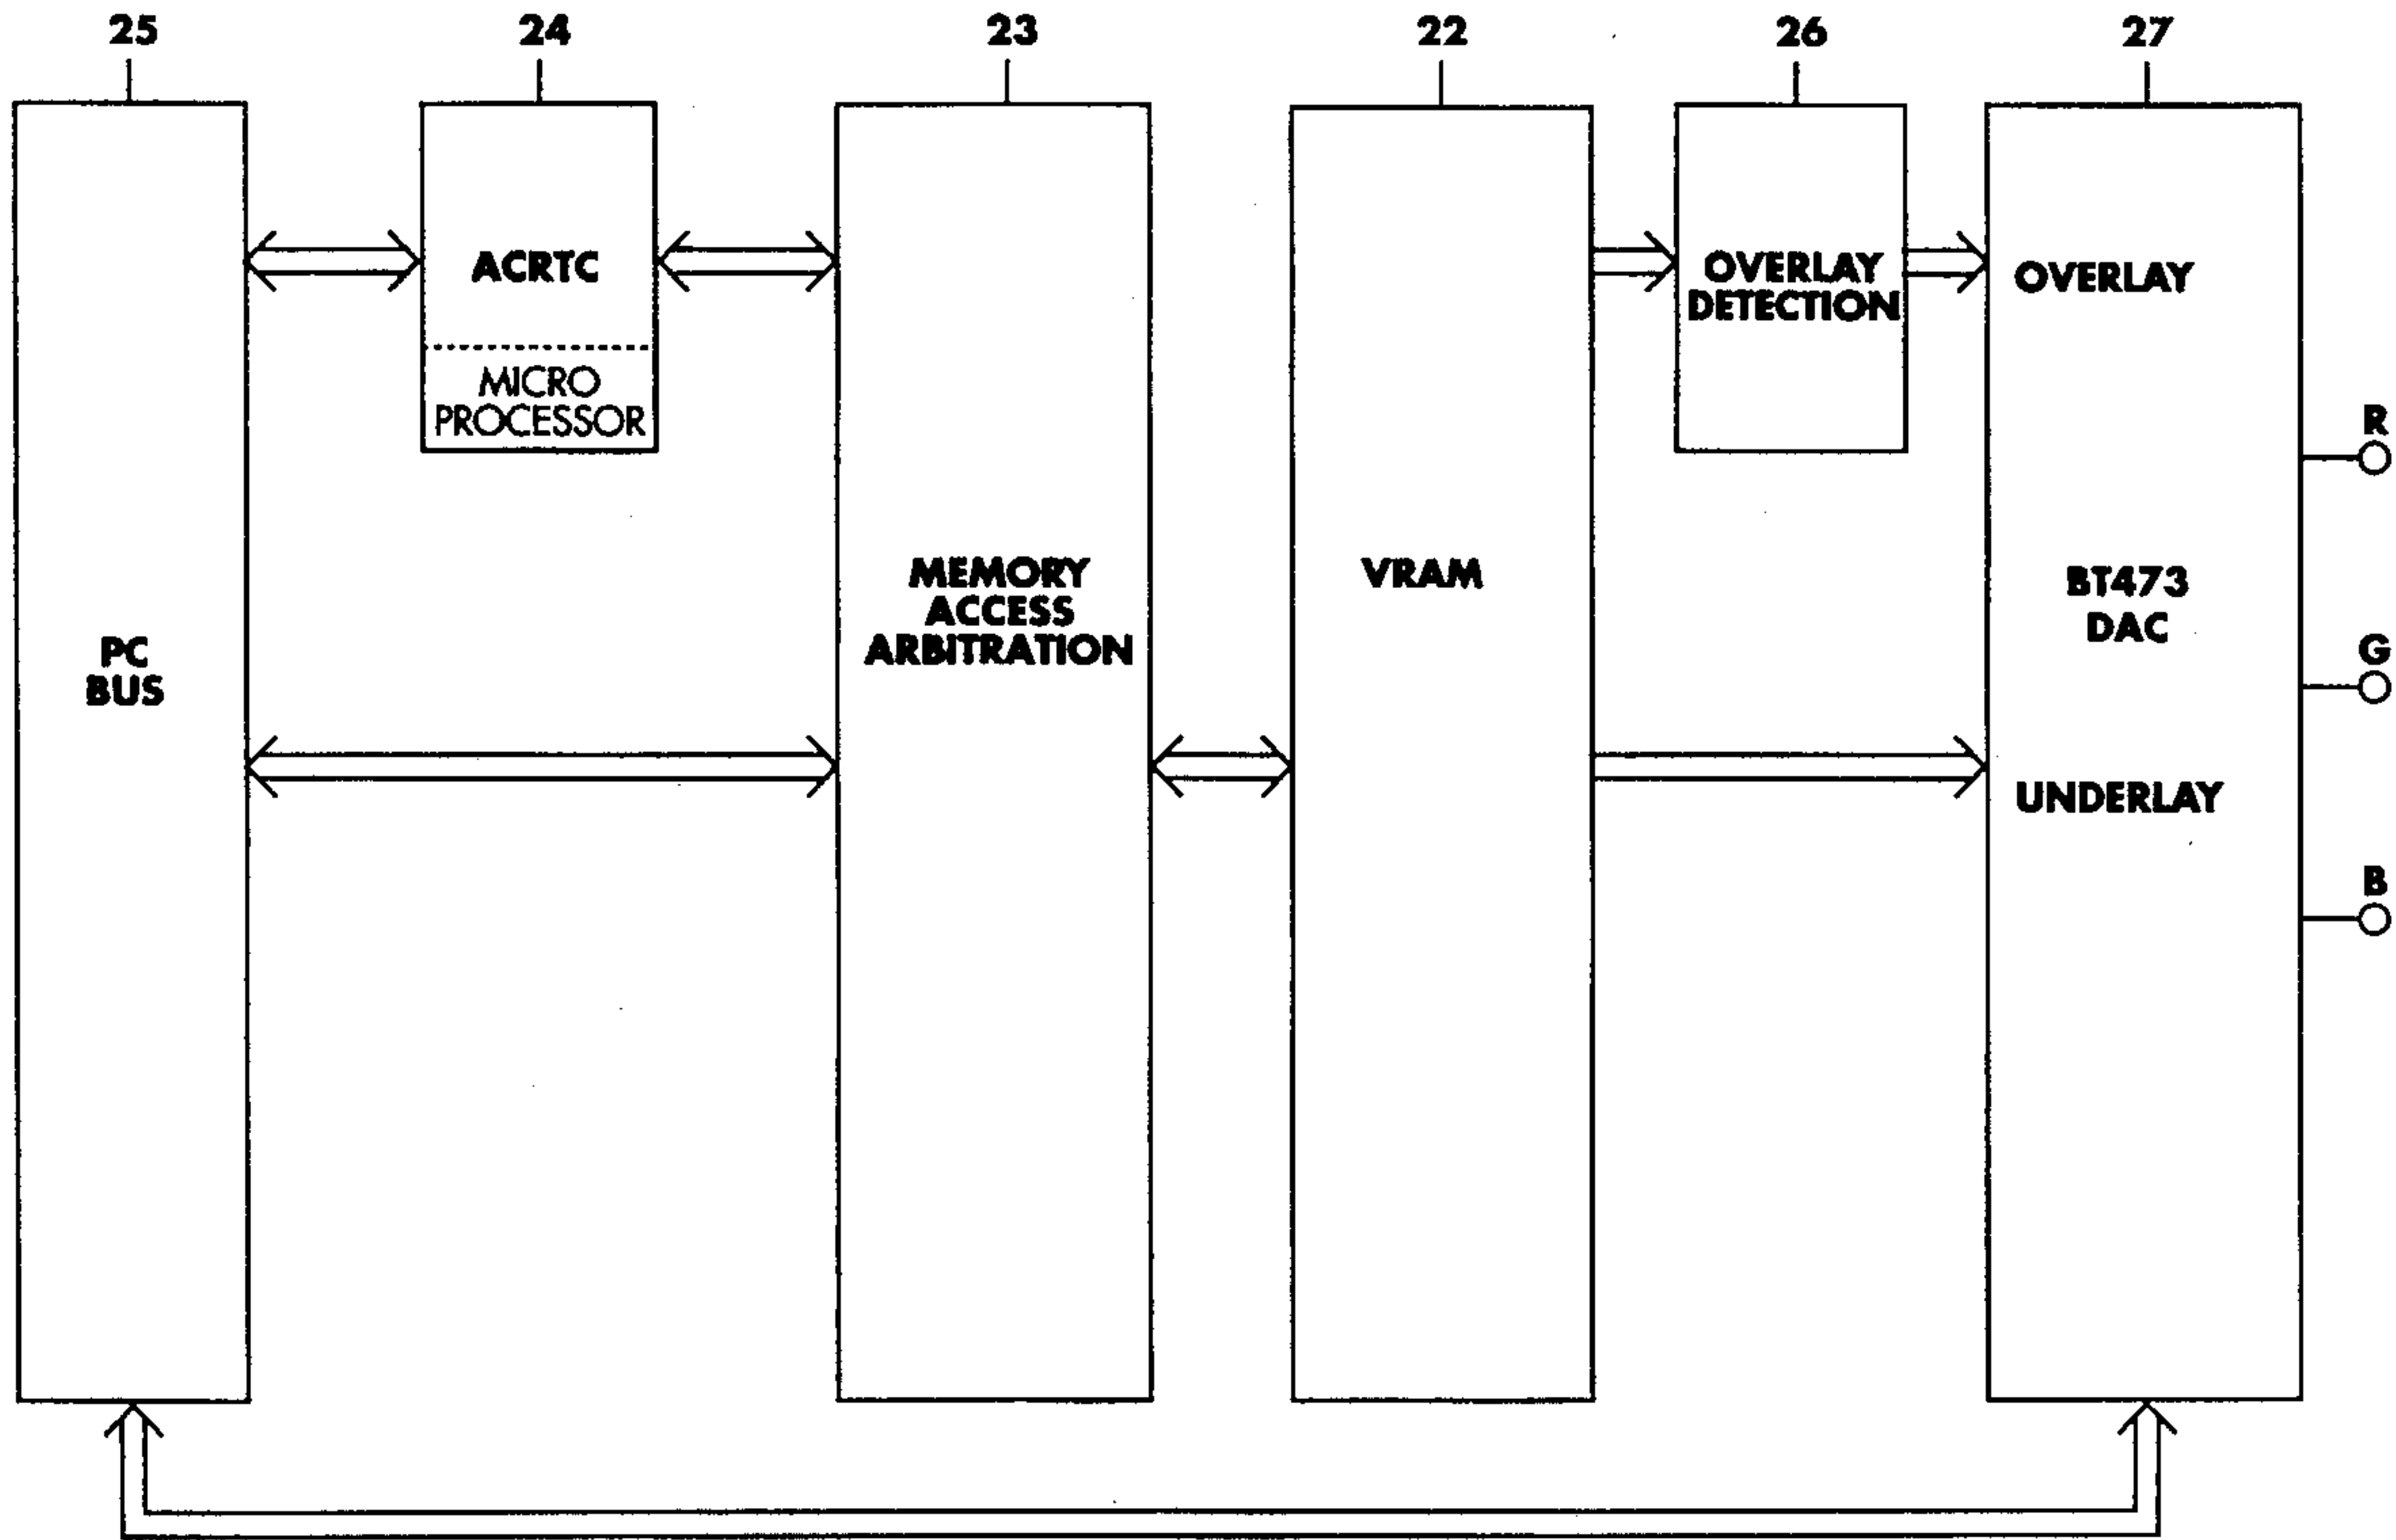 25
24
23
22
26
27
ACRTC
MICRO
PROCESSOR
OVERLAY
DETECTION
OVERLAY
R
MEMORY
ACCESS
ARBITRATION
VRAM
BT473
DAC
PC
BUS
G
UNDERLAY
B